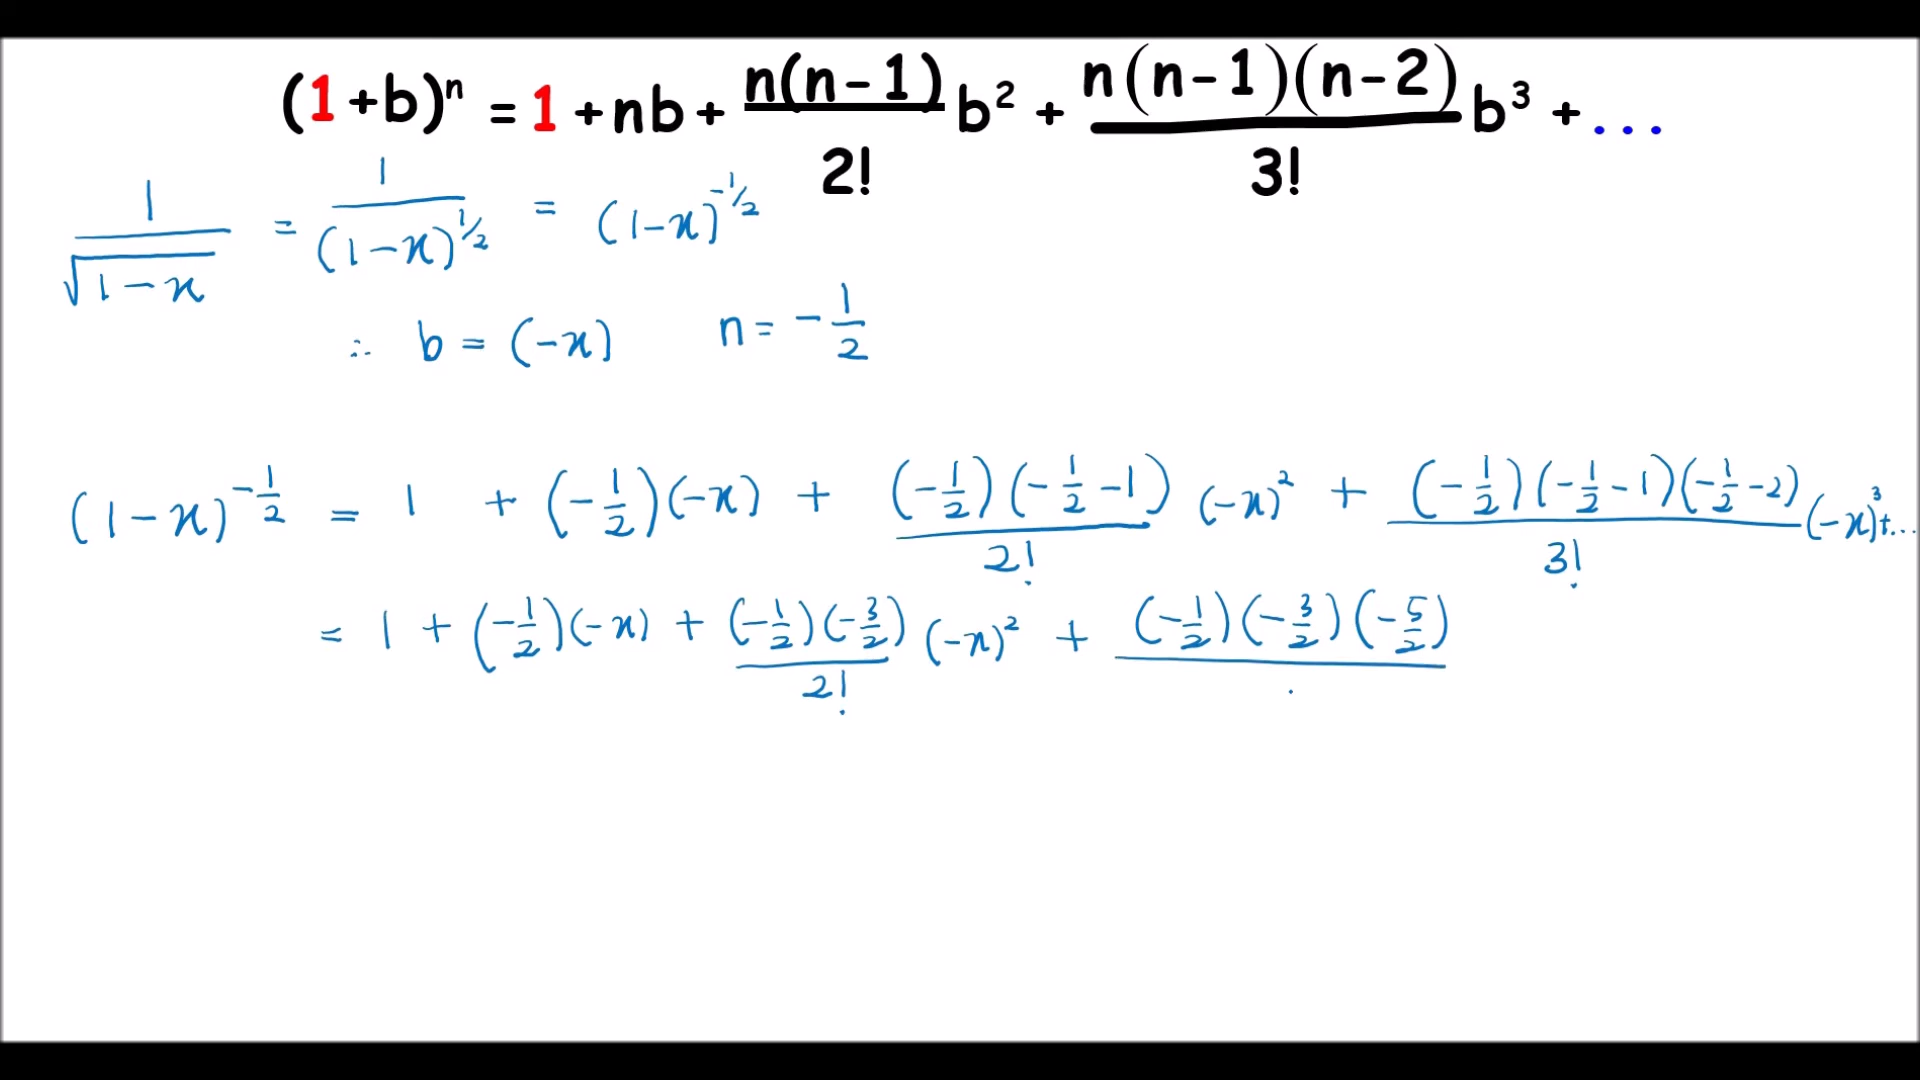 (1+b)ⁿ = 1 + nb + n(n-1)/2! b² + n(n-1)(n-2)/3! b³ + ...
1/√(1-x) = 1/(1-x)^(1/2) = (1-x)^(-1/2)
∴ b = (-x) n = -1/2
(1-x)^(-1/2) = 1 + (-1/2)(-x) + (-1/2)(-1/2-1)/2! (-x)² + (-1/2)(-1/2-1)(-1/2-2)/3! (-x)³+...
= 1 + (-1/2)(-x) + (-1/2)(-3/2)/2! (-x)² + (-1/2)(-3/2)(-5/2)